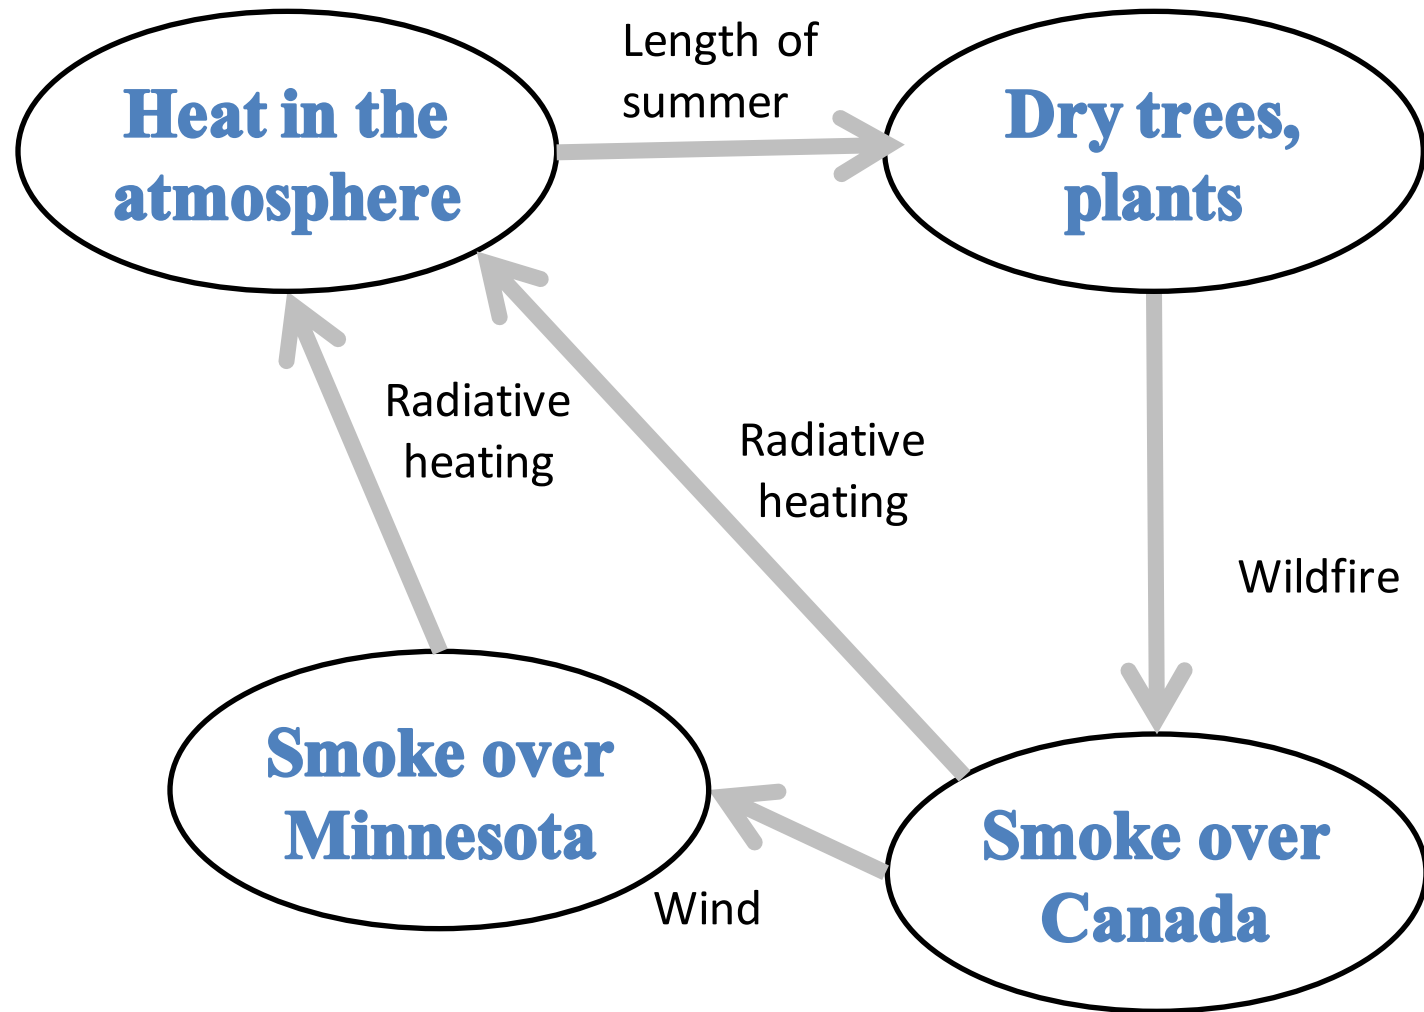 Heat in the
atmosphere
Length of
summer
Dry trees,
plants
Radiative
heating
Radiative
heating
Wildfire
Smoke over
Minnesota
Wind
Smoke over
Canada